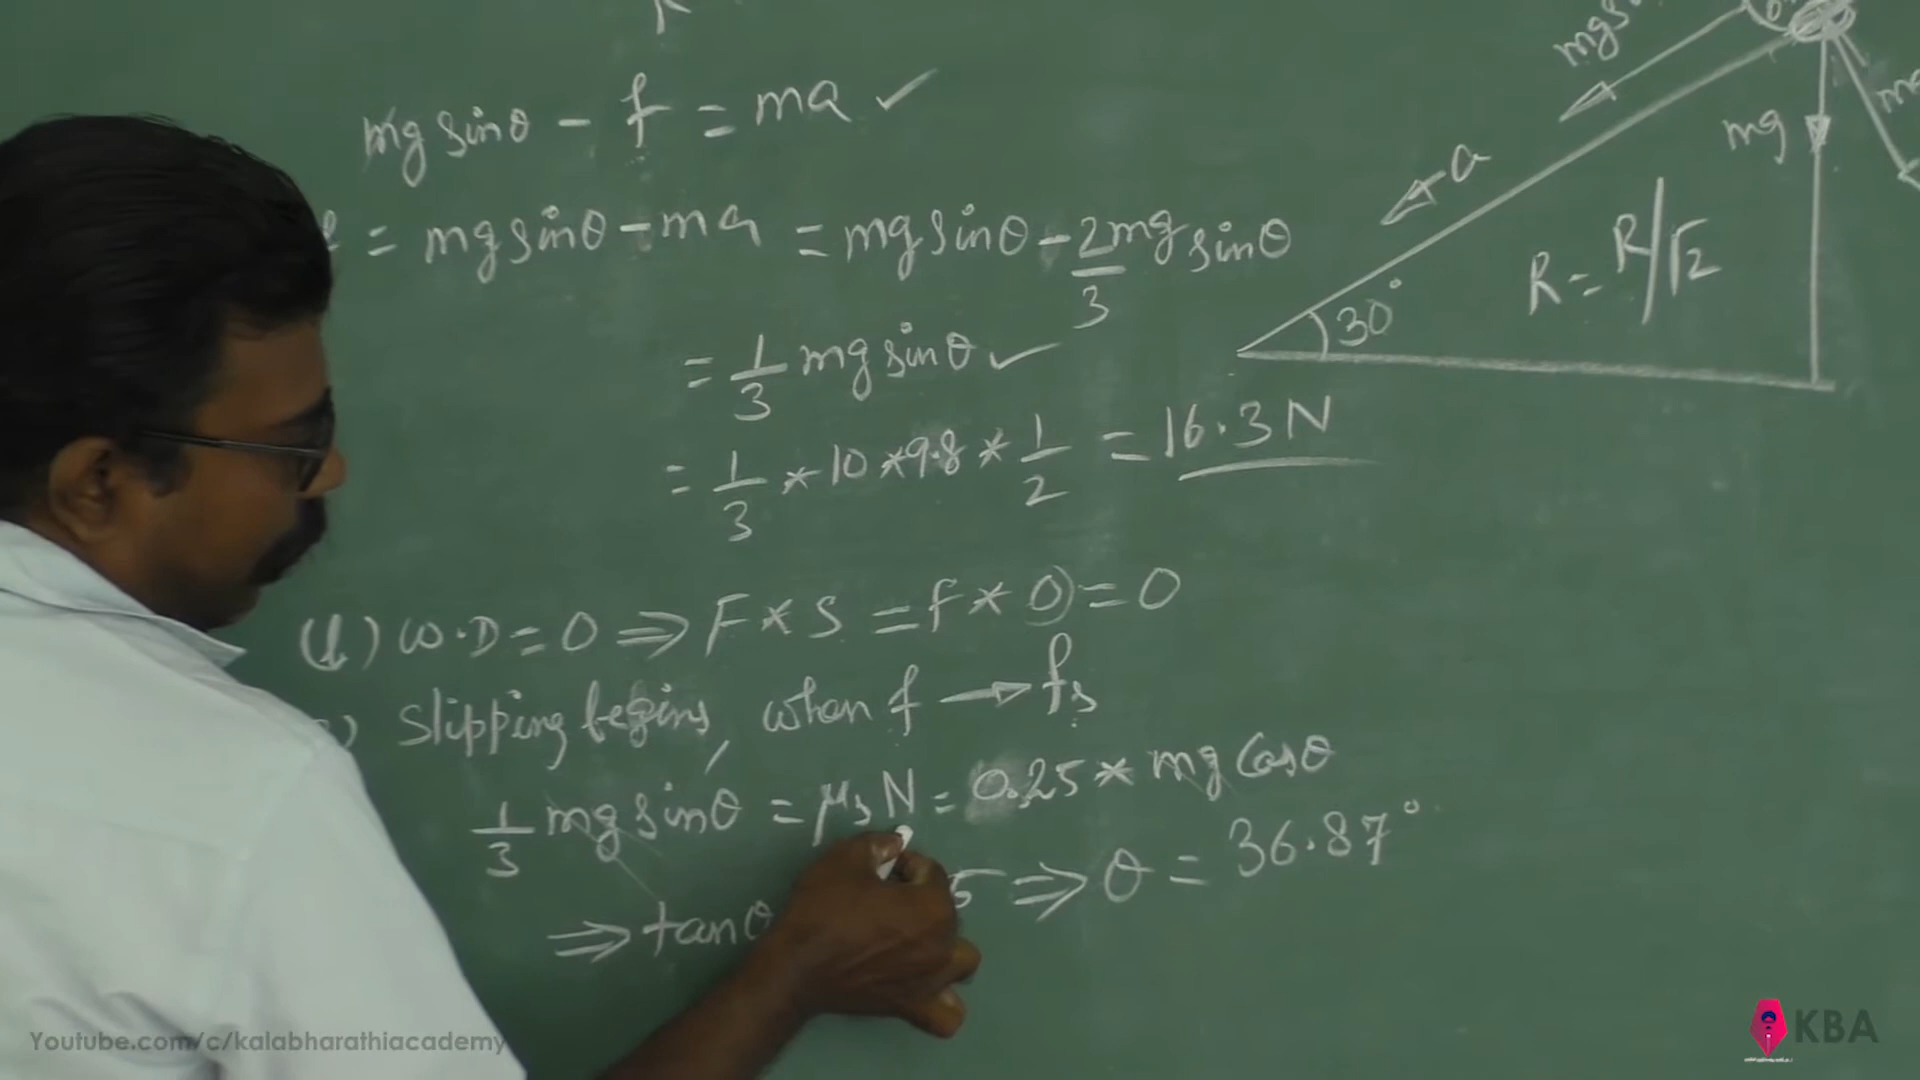 mg sinθ - f = ma ✓
= mg sinθ - ma = mg sinθ - 2/3 mg sinθ
= 1/3 mg sinθ ✓
= 1/3 * 10 * 9.8 * 1/2 = 16.3 N
W.D = 0 ⇒ F * S = f * 0 = 0
Slipping begins, when f → fs
1/3 mg sinθ = μs N = 0.25 * mg Cosθ
⇒ tanθ 5 ⇒ θ = 36.87°
mg
a
mg
30°
R = R/√2
Youtube.com/c/kalabharathiacademy
KBA